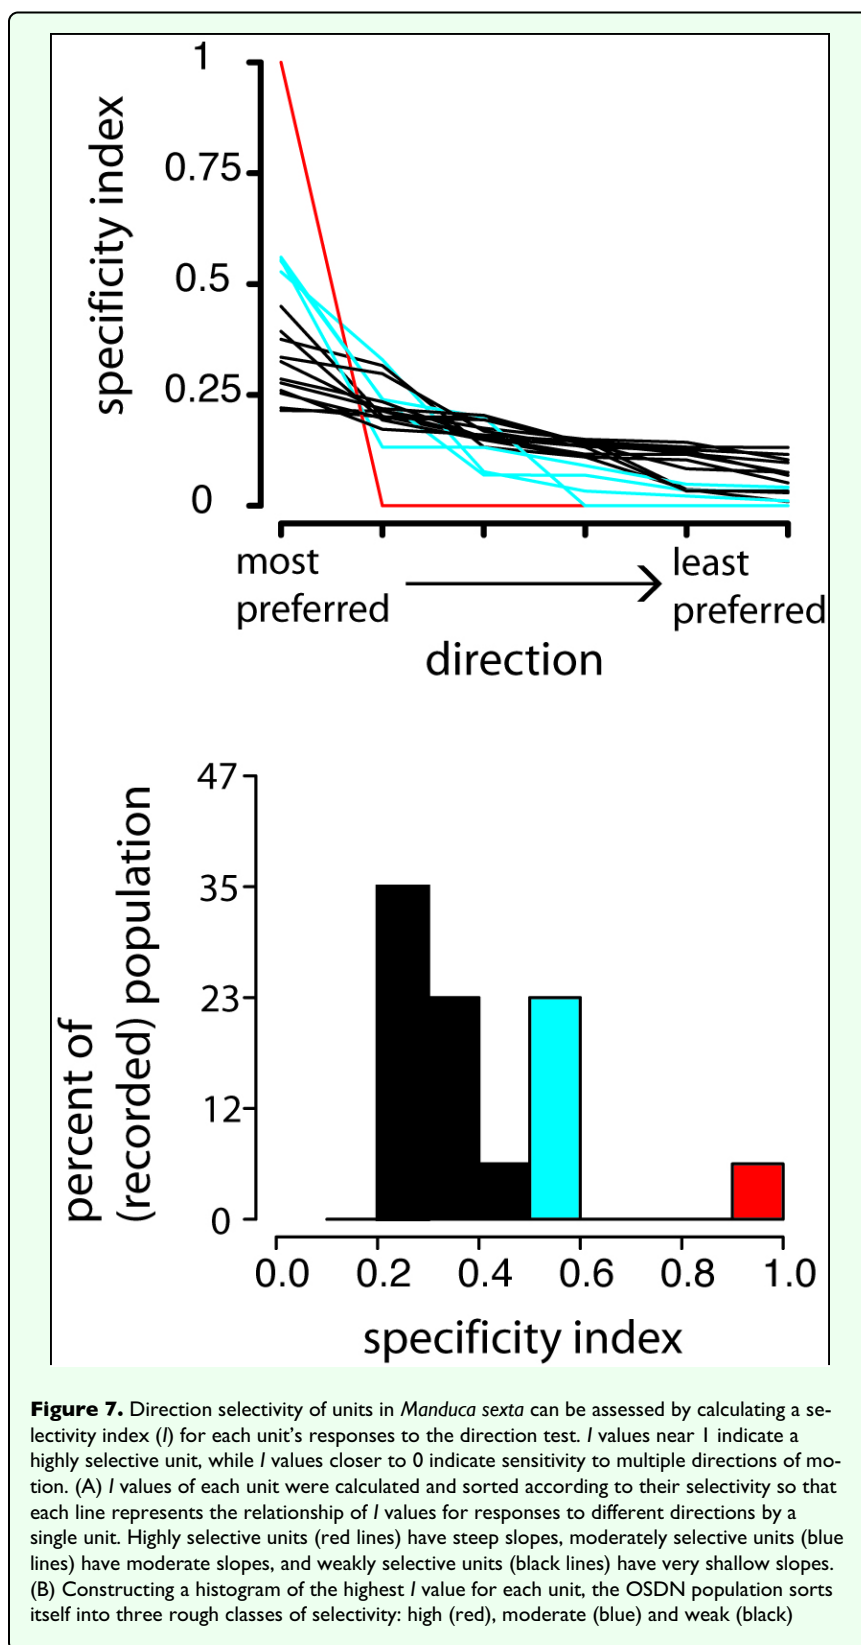 1
0.75
0.5
0.25
0
specificity index
most
preferred
least
preferred
direction
47
35
23
12
0
percent of
(recorded) population
0.0 0.2 0.4 0.6 0.8 1.0
specificity index
Figure 7. Direction selectivity of units in Manduca sexta can be assessed by calculating a se-
lectivity index (I) for each unit's responses to the direction test. I values near 1 indicate a
highly selective unit, while I values closer to 0 indicate sensitivity to multiple directions of mo-
tion. (A) I values of each unit were calculated and sorted according to their selectivity so that
each line represents the relationship of I values for responses to different directions by a
single unit. Highly selective units (red lines) have steep slopes, moderately selective units (blue
lines) have moderate slopes, and weakly selective units (black lines) have very shallow slopes.
(B) Constructing a histogram of the highest I value for each unit, the OSDN population sorts
itself into three rough classes of selectivity: high (red), moderate (blue) and weak (black)